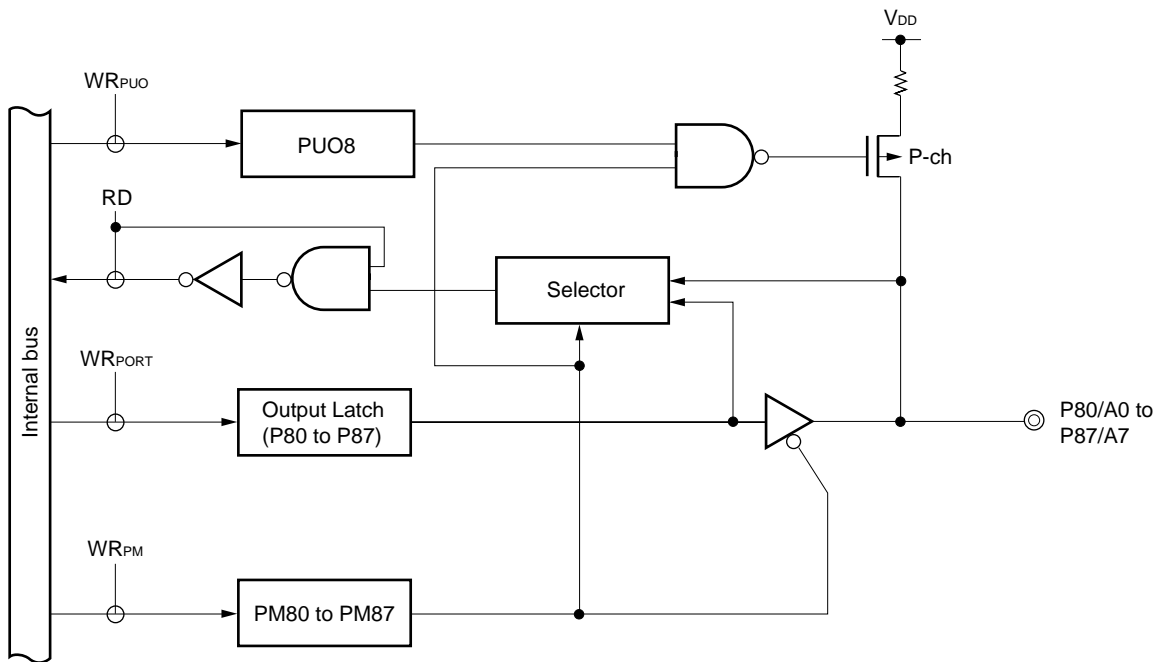 VDD
WRPUO
PUO8
P-ch
RD
Selector
Internal bus
WRPORT
Output Latch
(P80 to P87)
P80/A0 to
P87/A7
WRPM
PM80 to PM87